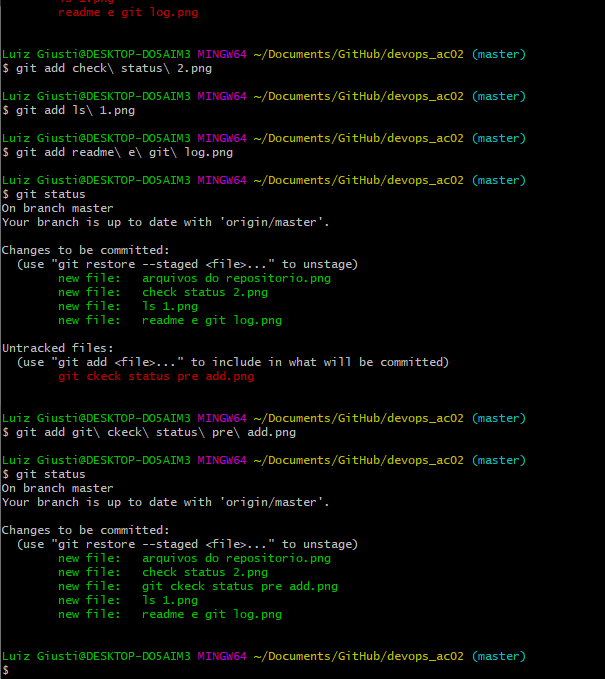 ls 1.png
readme e git log.png
Luiz Giusti@DESKTOP-DO5AIM3 MINGW64 ~/Documents/GitHub/devops_ac02 (master)
$ git add check\ status\ 2.png
Luiz Giusti@DESKTOP-DO5AIM3 MINGW64 ~/Documents/GitHub/devops_ac02 (master)
$ git add ls\ 1.png
Luiz Giusti@DESKTOP-DO5AIM3 MINGW64 ~/Documents/GitHub/devops_ac02 (master)
$ git add readme\ e\ git\ log.png
Luiz Giusti@DESKTOP-DO5AIM3 MINGW64 ~/Documents/GitHub/devops_ac02 (master)
$ git status
On branch master
Your branch is up to date with 'origin/master'.
Changes to be committed:
(use "git restore --staged <file>..." to unstage)
new file: arquivos do repositorio.png
new file: check status 2.png
new file: ls 1.png
new file: readme e git log.png
Untracked files:
(use "git add <file>..." to include in what will be committed)
git ckeck status pre add.png
Luiz Giusti@DESKTOP-DO5AIM3 MINGW64 ~/Documents/GitHub/devops_ac02 (master)
$ git add git\ ckeck\ status\ pre\ add.png
Luiz Giusti@DESKTOP-DO5AIM3 MINGW64 ~/Documents/GitHub/devops_ac02 (master)
$ git status
On branch master
Your branch is up to date with 'origin/master'.
Changes to be committed:
(use "git restore --staged <file>..." to unstage)
new file: arquivos do repositorio.png
new file: check status 2.png
new file: git ckeck status pre add.png
new file: ls 1.png
new file: readme e git log.png
Luiz Giusti@DESKTOP-DO5AIM3 MINGW64 ~/Documents/GitHub/devops_ac02 (master)
$